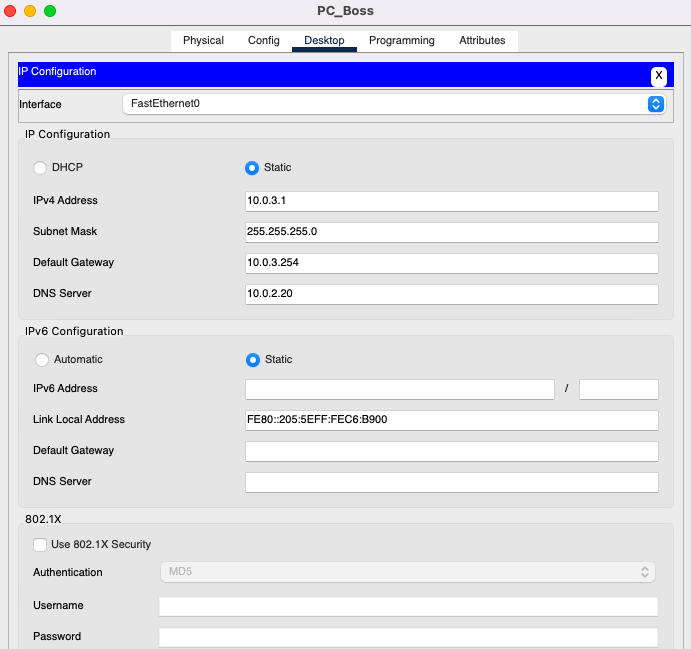 PC_Boss
Physical Config Desktop Programming Attributes
IP Configuration
X
Interface FastEthernet0
IP Configuration
DHCP Static
IPv4 Address 10.0.3.1
Subnet Mask 255.255.255.0
Default Gateway 10.0.3.254
DNS Server 10.0.2.20
IPv6 Configuration
Automatic Static
IPv6 Address /
Link Local Address FE80::205:5EFF:FEC6:B900
Default Gateway
DNS Server
802.1X
Use 802.1X Security
Authentication MD5
Username
Password